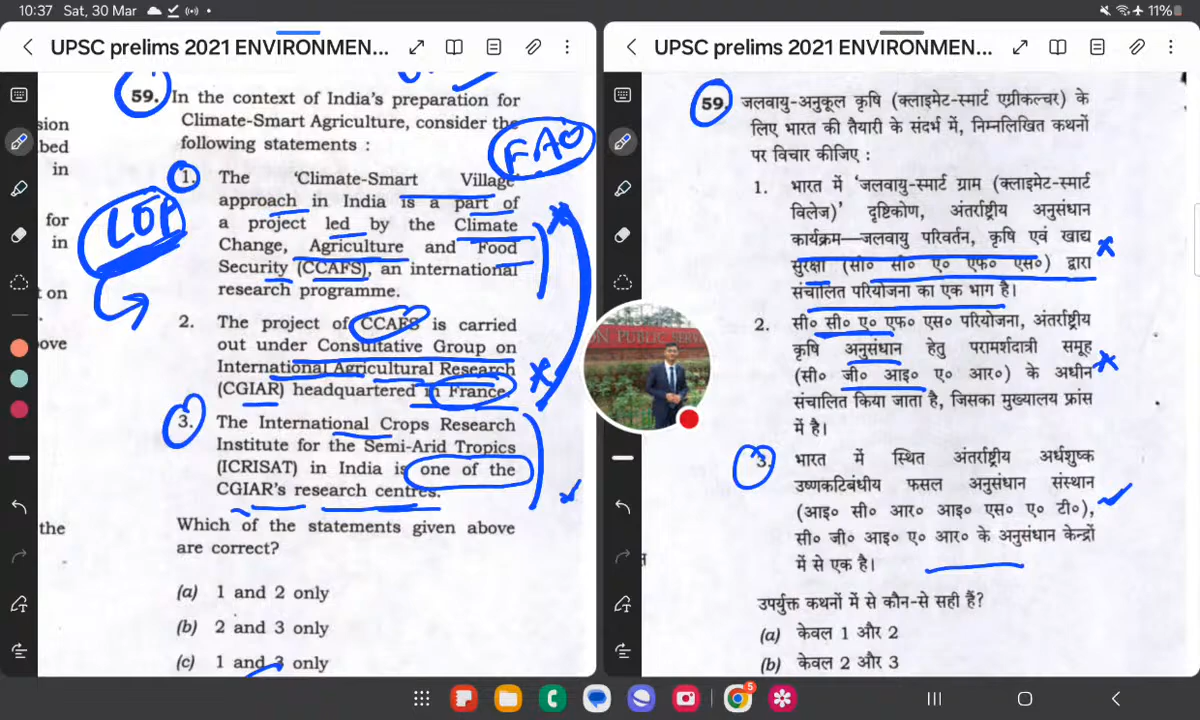 10:37 Sat, 30 Mar
11%
UPSC prelims 2021 ENVIRONMEN...
sion
bed
in
for
in
t on
ove
the
59. In the context of India's preparation for
Climate-Smart Agriculture, consider the
following statements :
FAO
1. The 'Climate-Smart Village
approach in India is a part of
a project led by the Climate
Change, Agriculture and Food
Security (CCAFS), an international
research programme.
2. The project of CCAFS is carried
out under Consultative Group on
International Agricultural Research
(CGIAR) headquartered in France.
3. The International Crops Research
Institute for the Semi-Arid Tropics
(ICRISAT) in India is one of the
CGIAR's research centres.
Which of the statements given above
are correct?
(a) 1 and 2 only
(b) 2 and 3 only
(c) 1 and 3 only
UPSC prelims 2021 ENVIRONMEN...
59. जलवायु-अनुकूल कृषि (क्लाइमेट-स्मार्ट एग्रीकल्चर) के
लिए भारत की तैयारी के संदर्भ में, निम्नलिखित कथनों
पर विचार कीजिए :
1. भारत में 'जलवायु-स्मार्ट ग्राम (क्लाइमेट-स्मार्ट
विलेज)' दृष्टिकोण, अंतर्राष्ट्रीय अनुसंधान
कार्यक्रम—जलवायु परिवर्तन, कृषि एवं खाद्य
सुरक्षा (सी० सी० ए० एफ० एस०) द्वारा
संचालित परियोजना का एक भाग है।
2. सी० सी० ए० एफ० एस० परियोजना, अंतर्राष्ट्रीय
कृषि अनुसंधान हेतु परामर्शदात्री समूह
(सी० जी० आइ० ए० आर०) के अधीन
संचालित किया जाता है, जिसका मुख्यालय फ्रांस
में है।
3. भारत में स्थित अंतर्राष्ट्रीय अर्धशुष्क
उष्णकटिबंधीय फसल अनुसंधान संस्थान
(आइ० सी० आर० आइ० एस० ए० टी०),
सी० जी० आइ० ए० आर० के अनुसंधान केन्द्रों
में से एक है।
उपर्युक्त कथनों में से कौन-से सही हैं?
(a) केवल 1 और 2
(b) केवल 2 और 3
ON PUBLIC SERV
5